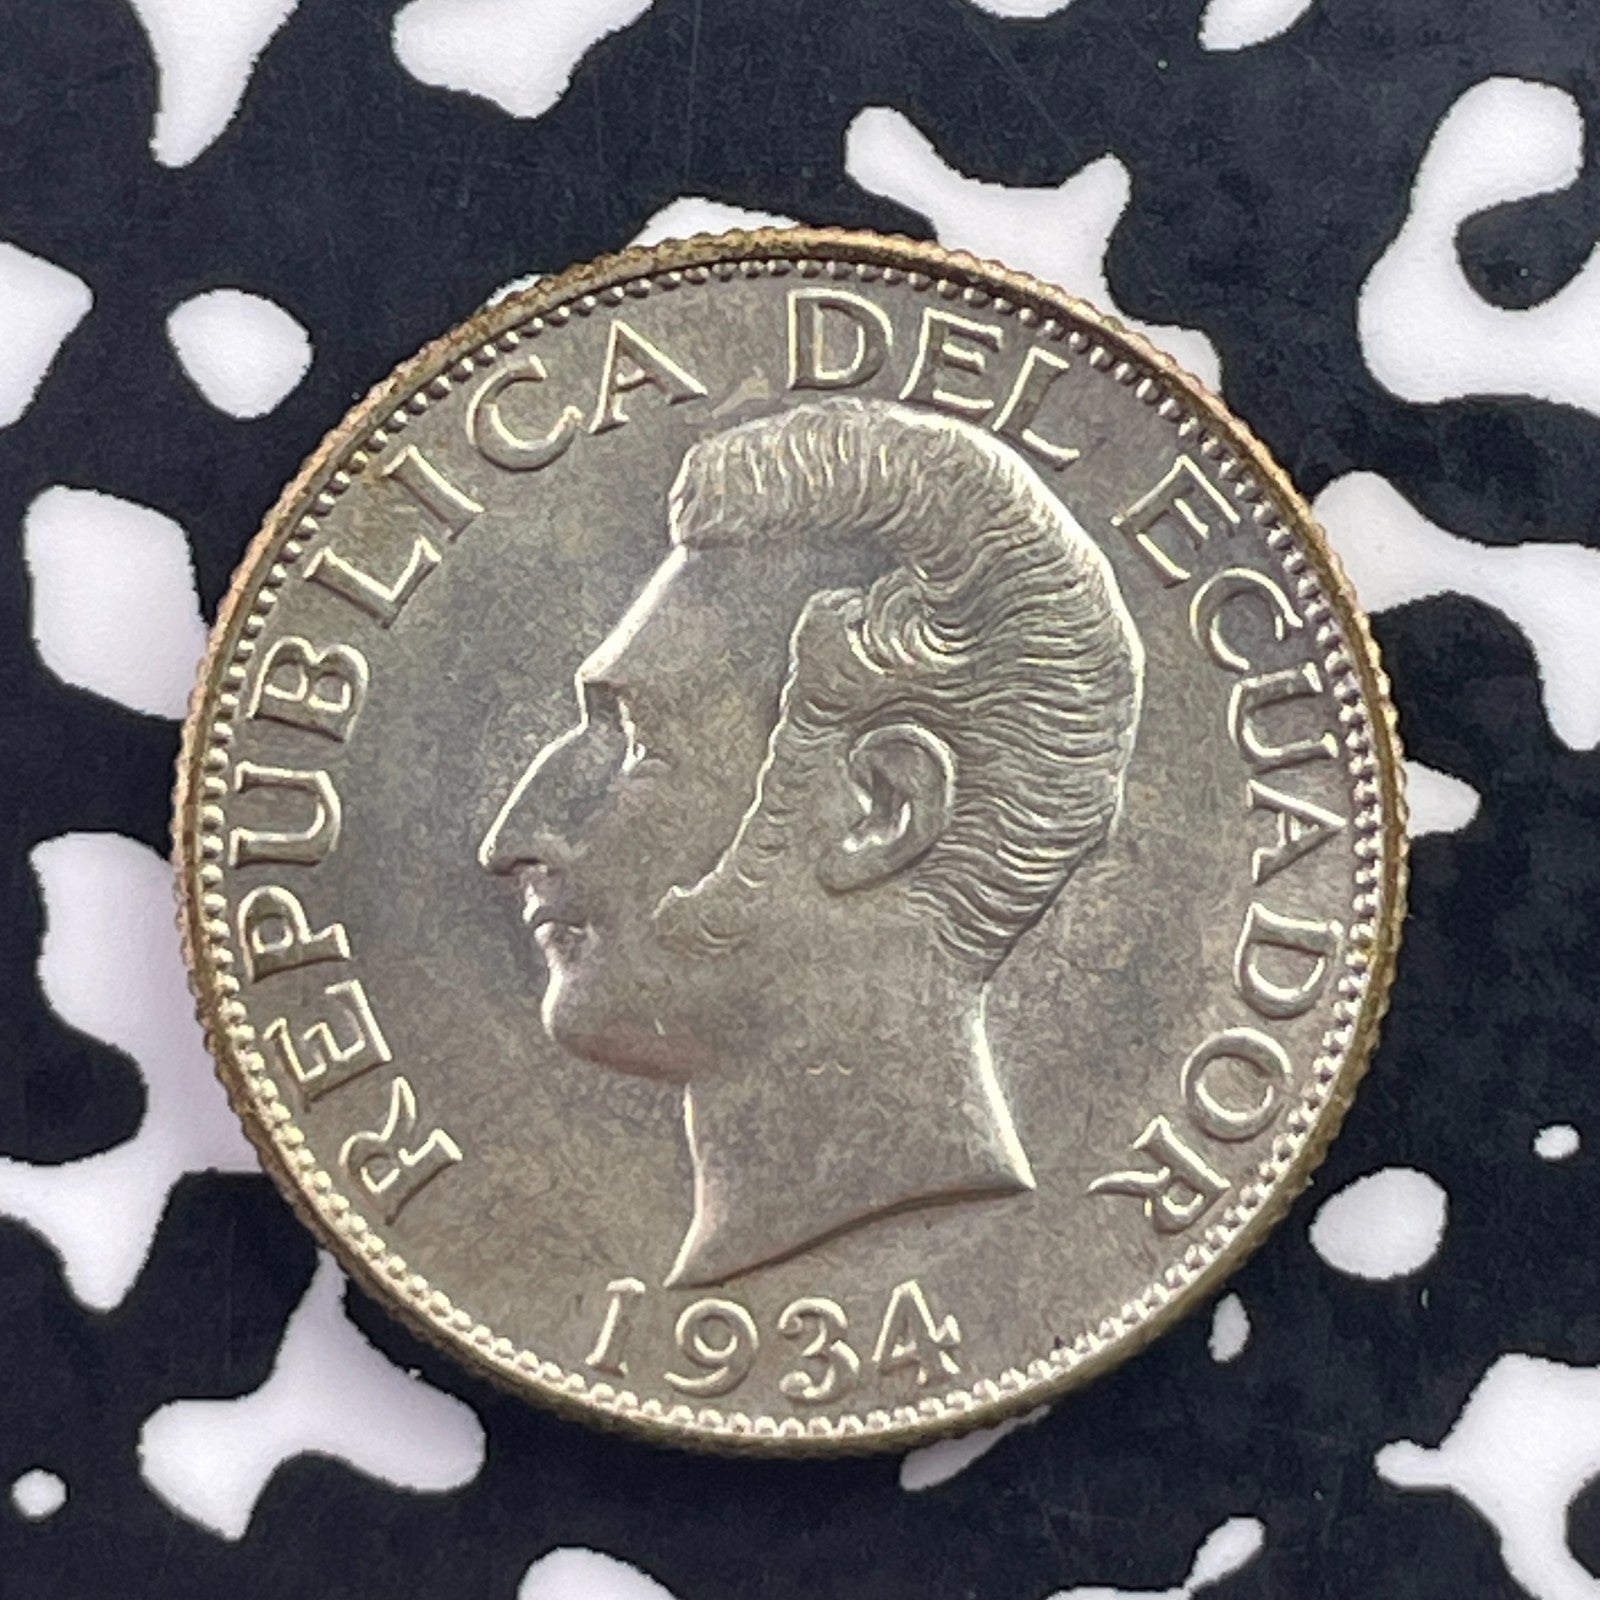 REPUBLICA DEL ECUADOR
1934